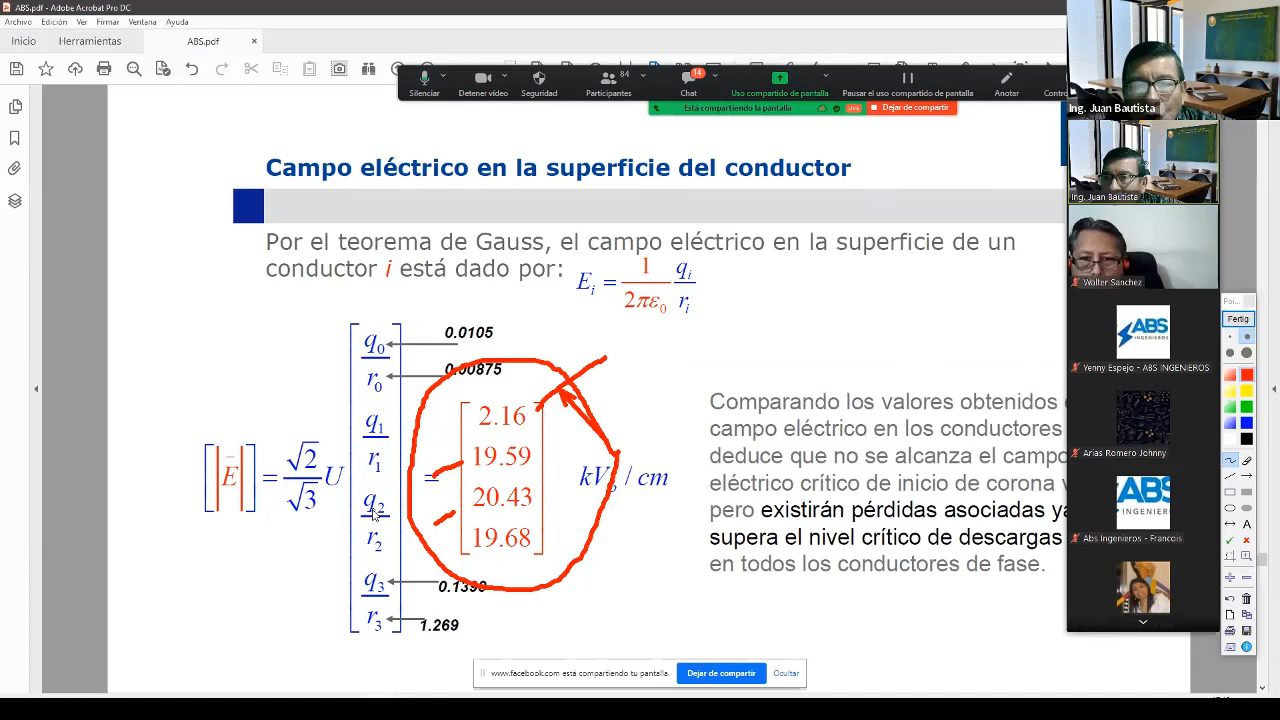 ABS.pdf - Adobe Acrobat Pro DC
Archivo Edición Ver Firmar Ventana Ayuda
Inicio Herramientas ABS.pdf ×
84 14
Silenciar Detener video Seguridad Participantes Chat Uso compartido de pantalla Pausar el uso compartido de pantalla Anotar
Está compartiendo la pantalla Dejar de compartir
Campo eléctrico en la superficie del conductor
Por el teorema de Gauss, el campo eléctrico en la superficie de un
conductor i está dado por: E_i = 1/(2πε_0) q_i/r_i
[|Ē|] = √2/√3 U [q_0/r_0 q_1/r_1 q_2/r_2 q_3/r_3] = [2.16 19.59 20.43 19.68] kV_p / cm
0.0105
0.00875
0.1398
1.269
Comparando los valores obtenidos
campo eléctrico en los conductores
deduce que no se alcanza el campo
eléctrico crítico de inicio de corona
pero existirán pérdidas asociadas ya
supera el nivel crítico de descargas
en todos los conductores de fase.
Ing. Juan Bautista
Ing. Juan Bautista
Walter Sanchez
ABS
INGENIEROS
Yenny Espejo - ABS INGENIEROS
Arias Romero Johnny
ABS
INGENIEROS
Abs Ingenieros - Francois
Fertig
www.facebook.com está compartiendo tu pantalla. Dejar de compartir Ocultar